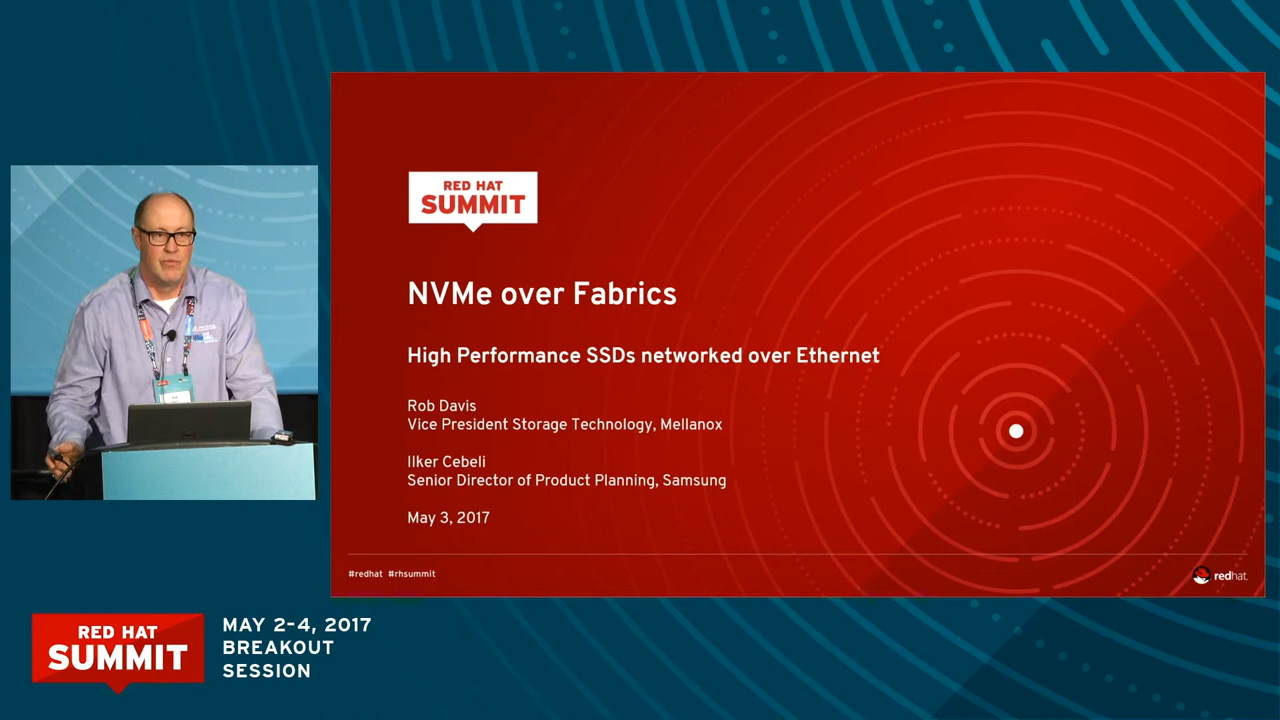 RED HAT
SUMMIT
NVMe over Fabrics
High Performance SSDs networked over Ethernet
Rob Davis
Vice President Storage Technology, Mellanox
Ilker Cebeli
Senior Director of Product Planning, Samsung
May 3, 2017
#redhat #rhsummit
redhat.
RED HAT
SUMMIT
MAY 2-4, 2017
BREAKOUT
SESSION